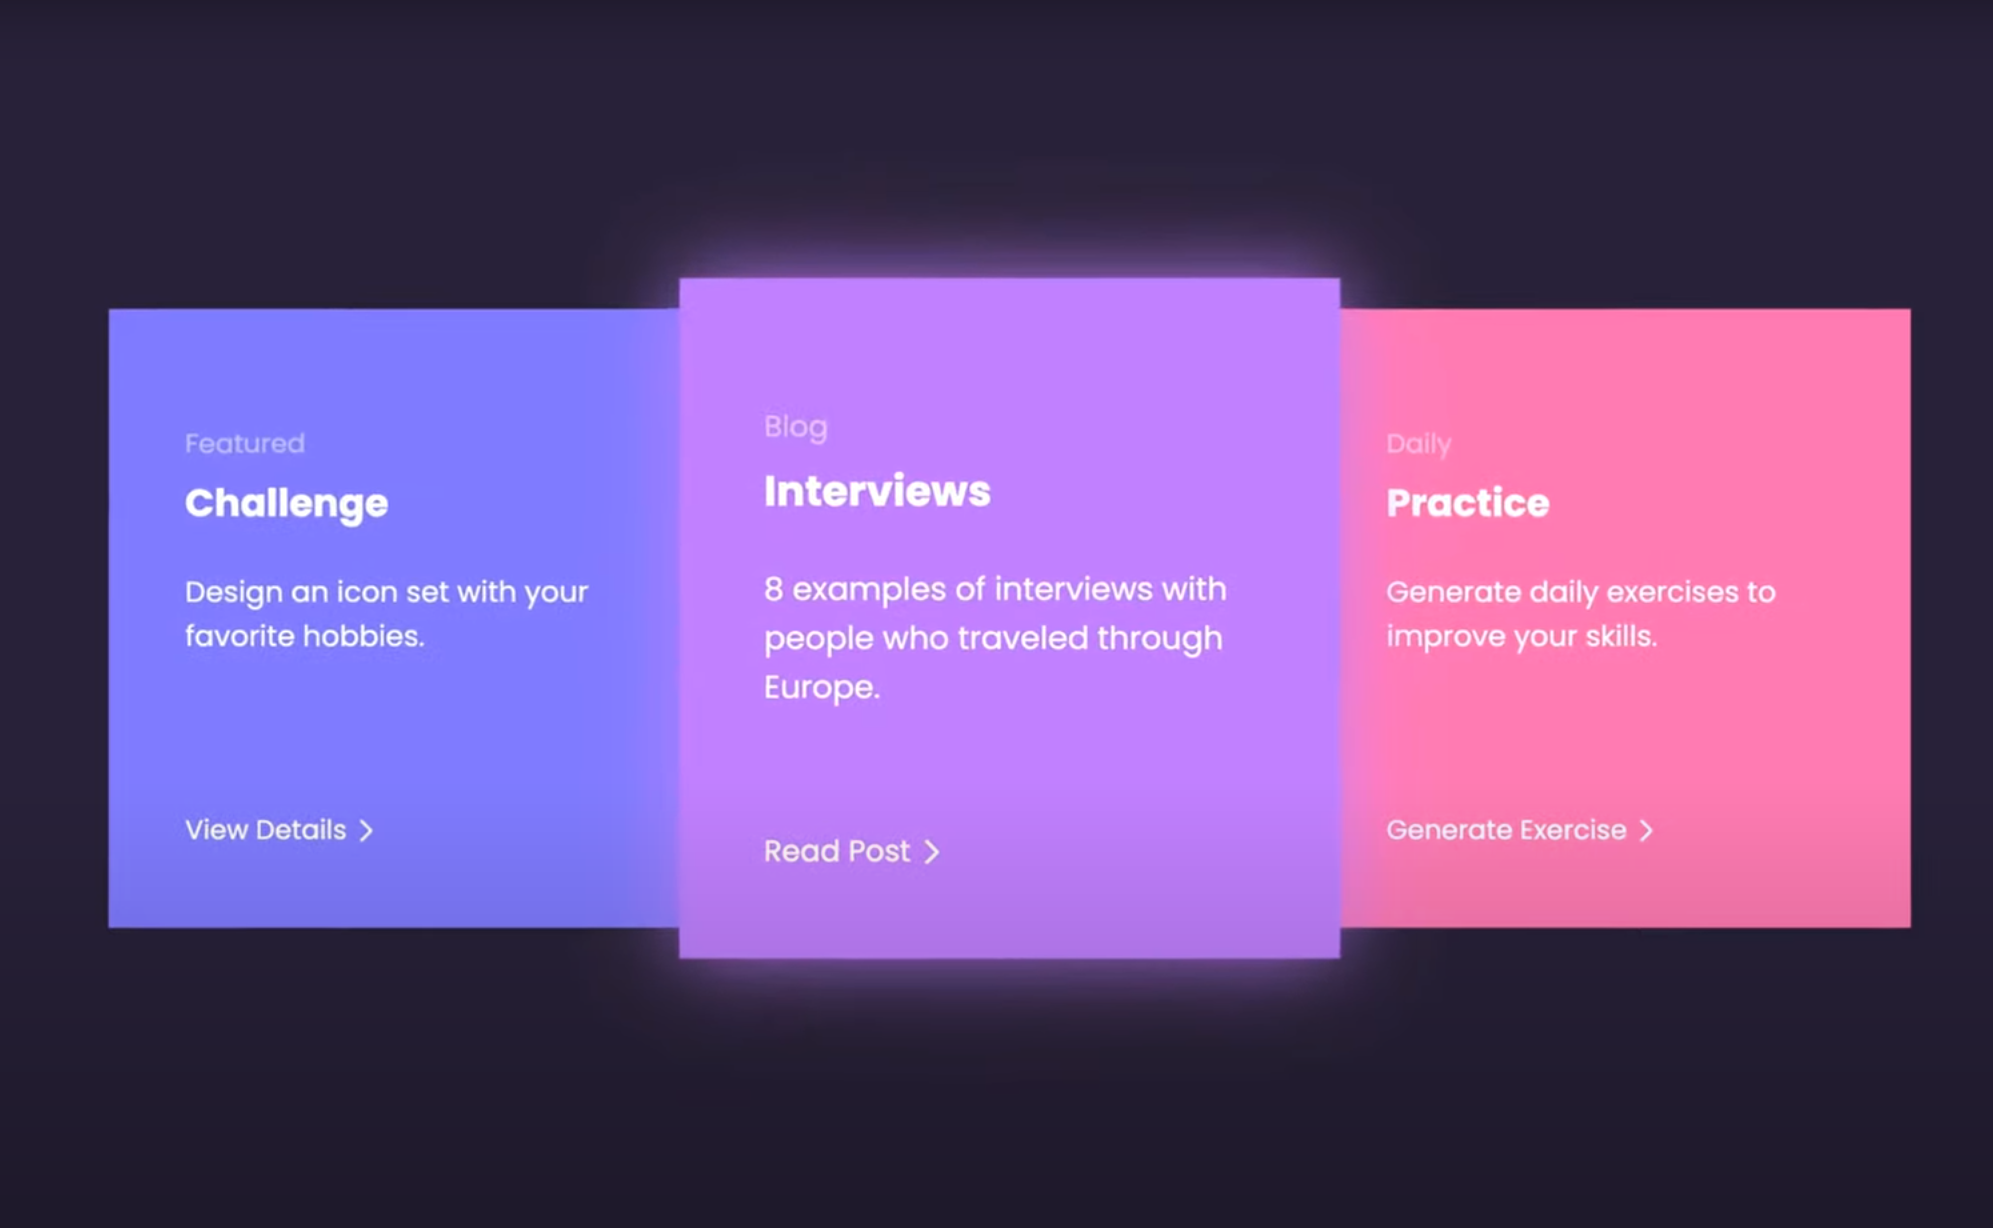 Featured
Challenge
Design an icon set with your
favorite hobbies.
View Details
Blog
Interviews
8 examples of interviews with
people who traveled through
Europe.
Read Post
Daily
Practice
Generate daily exercises to
improve your skills.
Generate Exercise